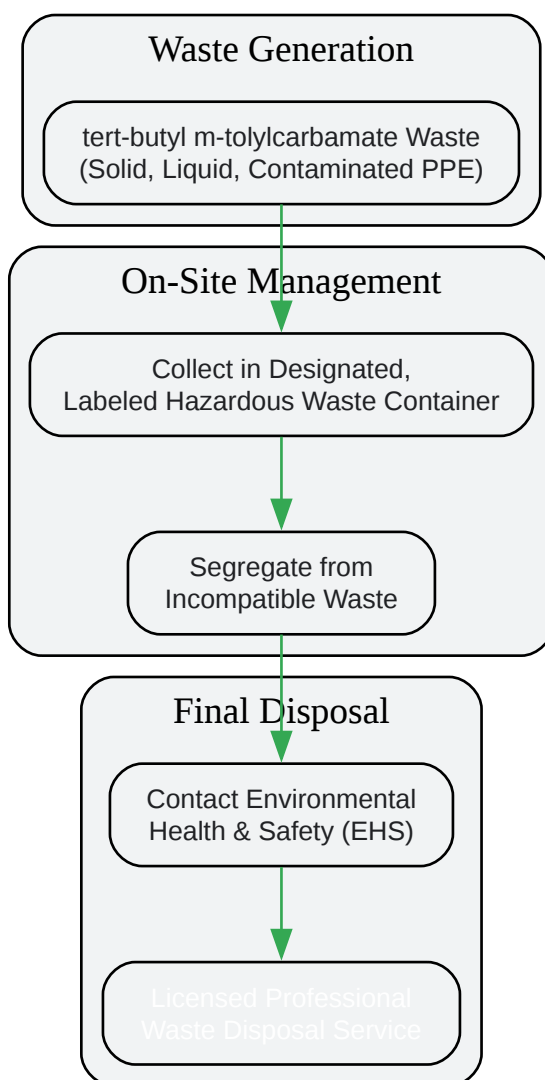 Waste Generation
tert-butyl m-tolylcarbamate Waste
(Solid, Liquid, Contaminated PPE)
On-Site Management
Collect in Designated,
Labeled Hazardous Waste Container
Segregate from
Incompatible Waste
Final Disposal
Contact Environmental
Health & Safety (EHS)
Licensed Professional
Waste Disposal Service